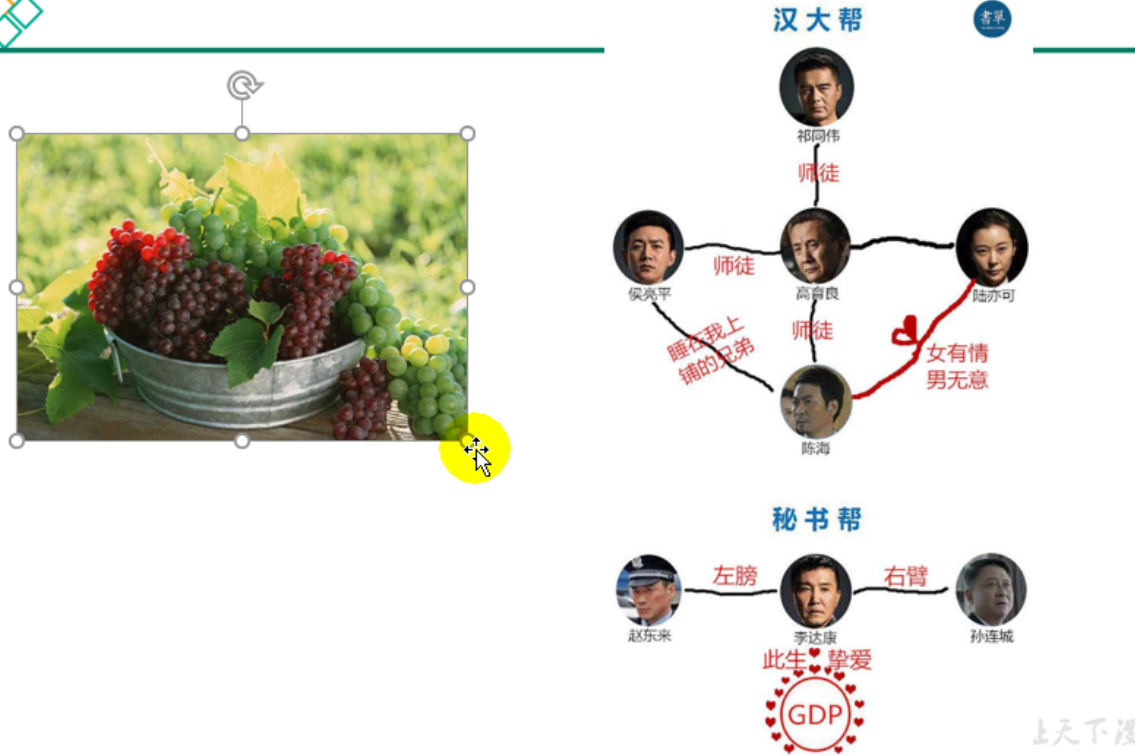 汉大帮
書單
祁同伟
师徒
侯亮平
师徒
高育良
陆亦可
睡在我上
铺的兄弟
师徒
女有情
男无意
陈海
秘书帮
左膀
右臂
赵东来
李达康
孙连城
此生 挚爱
GDP
上天下漫